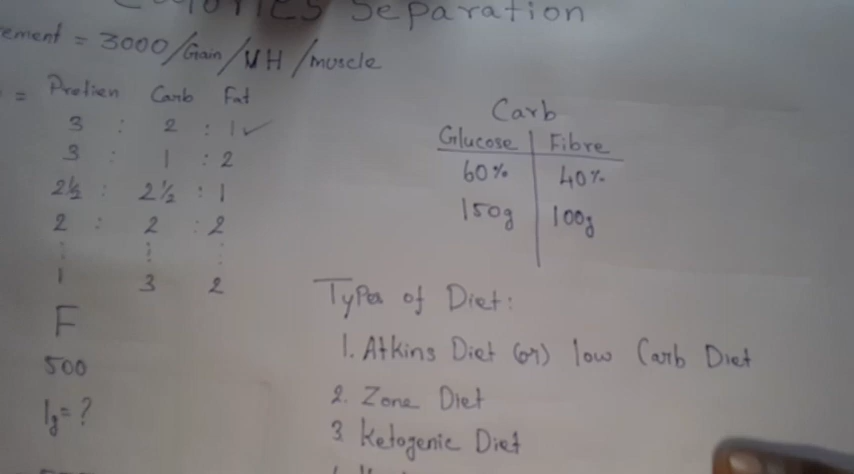 Calories Separation
ement = 3000/Gain/MH/muscle
= Protien Carb Fat
3 : 2 : 1 ✓
3 : 1 : 2
2½ : 2½ : 1
2 : 2 : 2
⋮ ⋮ ⋮
1 3 2
F
500
1g = ?
Carb
Glucose | Fibre
60% | 40%
150g | 100g
Types of Diet:
1. Atkins Diet (or) low Carb Diet
2. Zone Diet
3. Ketogenic Diet